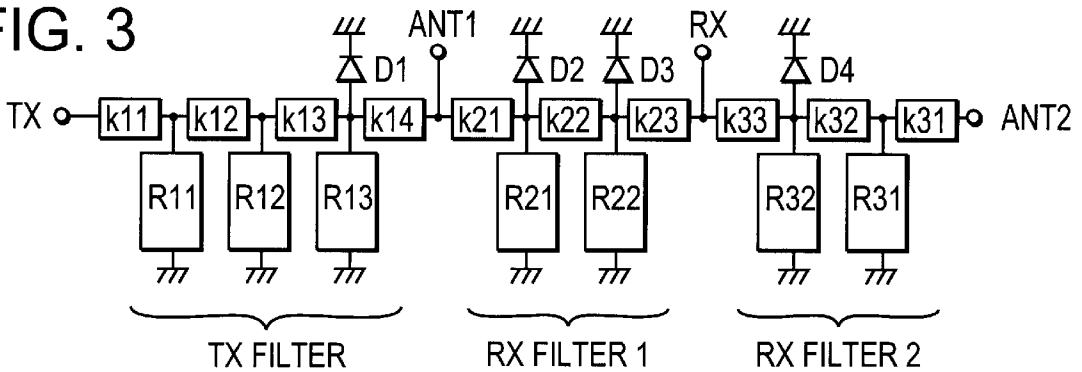 FIG. 3
ANT1
RX
D1
D2
D3
D4
TX
k11
k12
k13
k14
k21
k22
k23
k33
k32
k31
ANT2
R11
R12
R13
R21
R22
R32
R31
TX FILTER
RX FILTER 1
RX FILTER 2